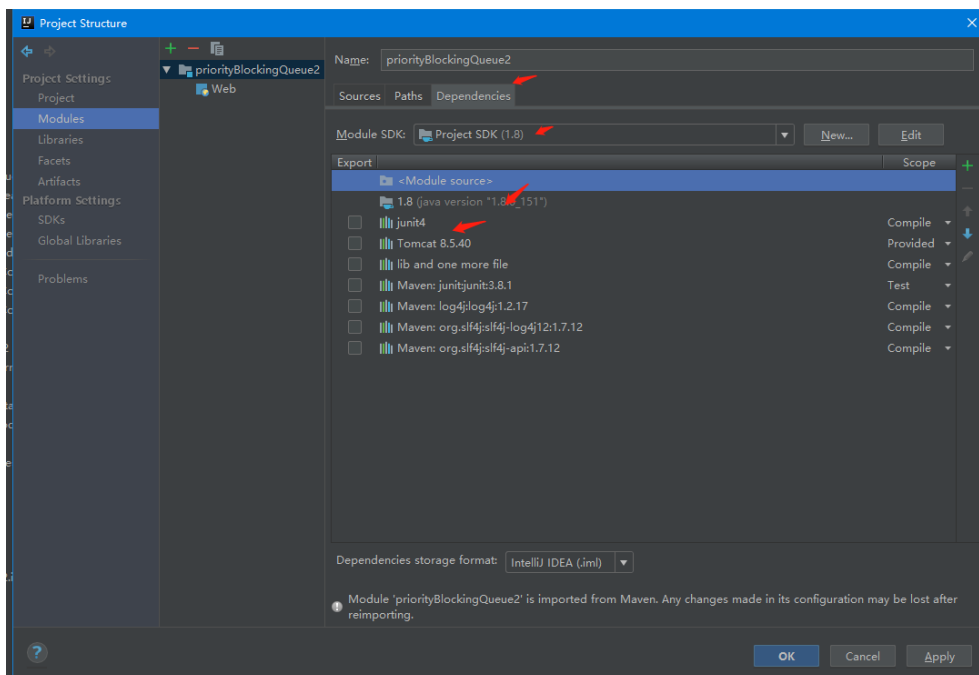 Project Structure
Project Settings
Project
Modules
Libraries
Facets
Artifacts
Platform Settings
SDKs
Global Libraries
Problems
priorityBlockingQueue2
Web
Name: priorityBlockingQueue2
Sources Paths Dependencies
Module SDK: Project SDK (1.8) New... Edit
Export Scope
<Module source>
1.8 (java version "1.8.0_151")
junit4 Compile
Tomcat 8.5.40 Provided
lib and one more file Compile
Maven: junit:junit:3.8.1 Test
Maven: log4j:log4j:1.2.17 Compile
Maven: org.slf4j:slf4j-log4j12:1.7.12 Compile
Maven: org.slf4j:slf4j-api:1.7.12 Compile
Dependencies storage format: IntelliJ IDEA (.iml)
Module 'priorityBlockingQueue2' is imported from Maven. Any changes made in its configuration may be lost after
reimporting.
? OK Cancel Apply